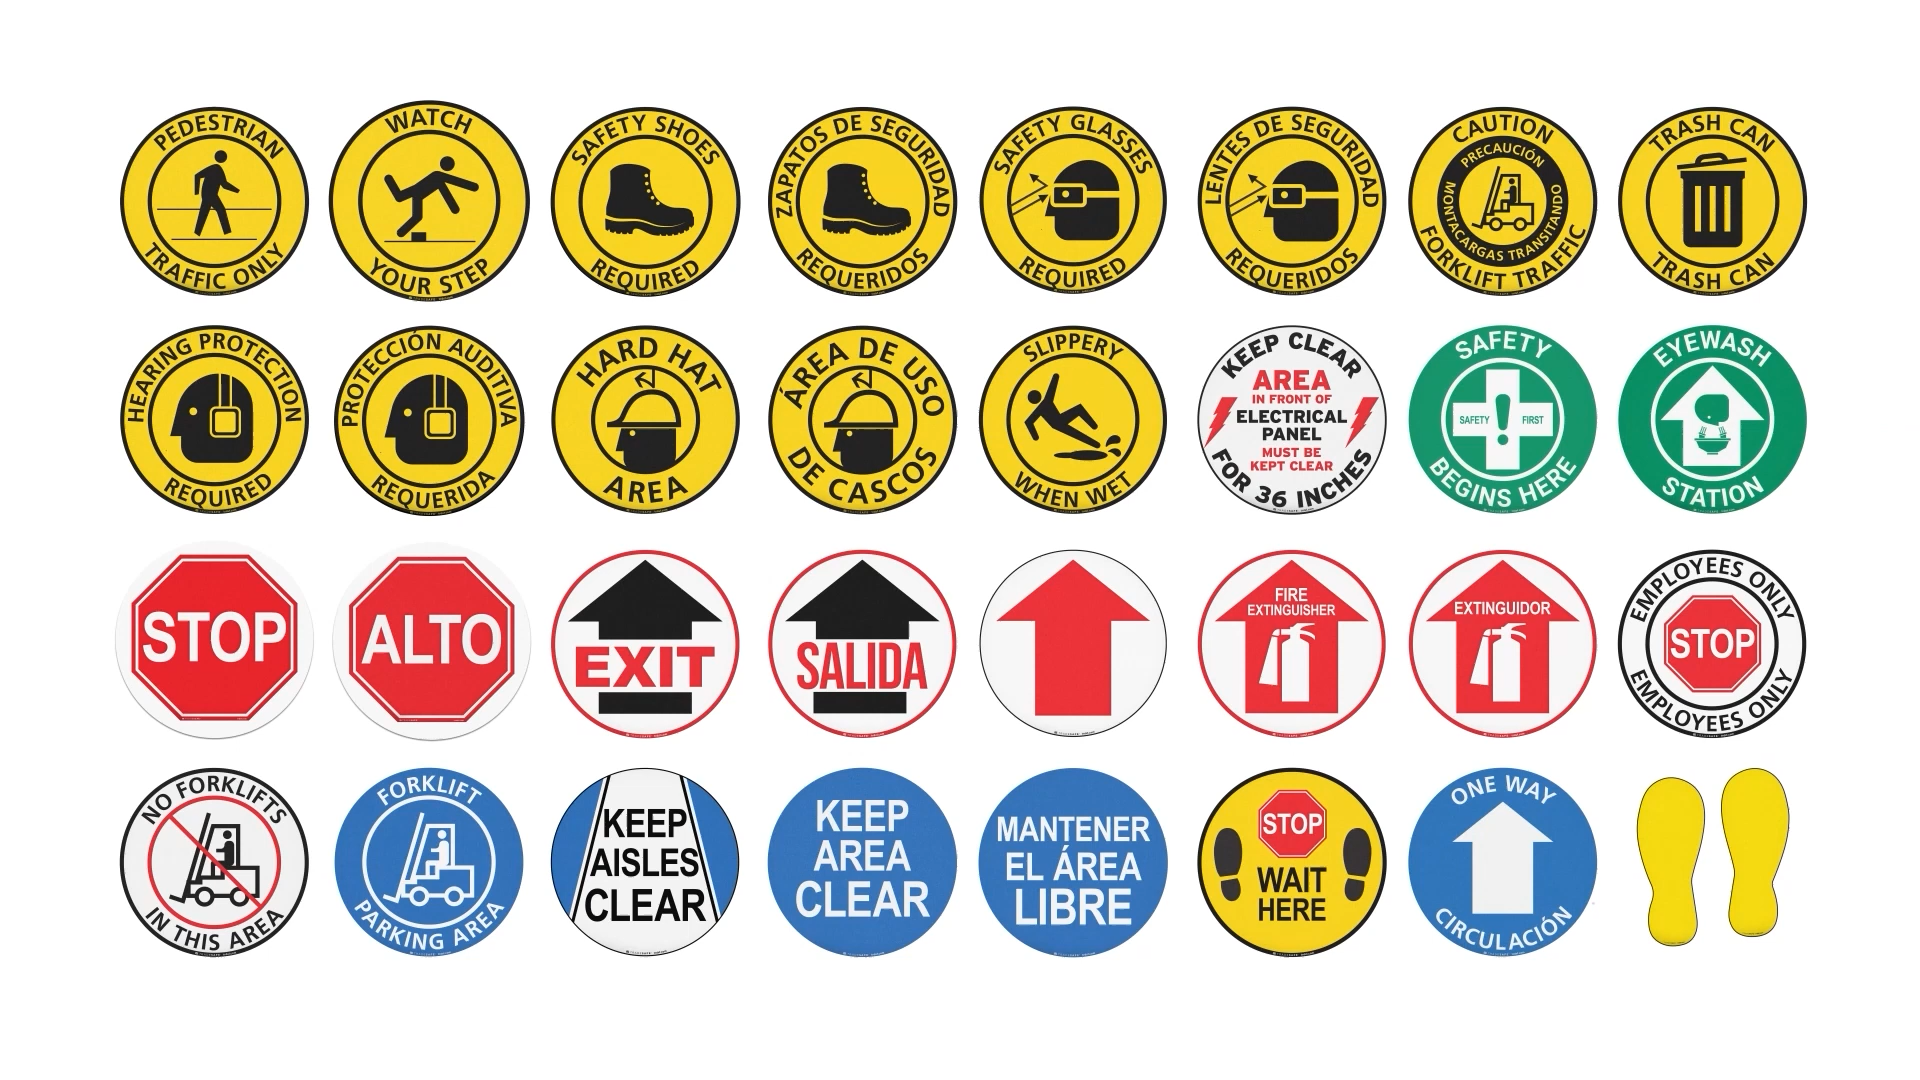 PEDESTRIAN
TRAFFIC ONLY
WATCH
YOUR STEP
SAFETY SHOES
REQUIRED
ZAPATOS DE SEGURIDAD
REQUERIDOS
SAFETY GLASSES
REQUIRED
LENTES DE SEGURIDAD
REQUERIDOS
CAUTION
PRECAUCIÓN
MONTACARGAS TRANSITANDO
FORKLIFT TRAFFIC
TRASH CAN
TRASH CAN
HEARING PROTECTION
REQUIRED
PROTECCIÓN AUDITIVA
REQUERIDA
HARD HAT
AREA
ÁREA DE USO
DE CASCOS
SLIPPERY
WHEN WET
KEEP CLEAR
AREA
IN FRONT OF
ELECTRICAL
PANEL
MUST BE
KEPT CLEAR
FOR 36 INCHES
SAFETY
SAFETY FIRST
BEGINS HERE
EYEWASH
STATION
STOP
ALTO
EXIT
SALIDA
FIRE
EXTINGUISHER
EXTINGUIDOR
EMPLOYEES ONLY
STOP
EMPLOYEES ONLY
NO FORKLIFTS
IN THIS AREA
FORKLIFT
PARKING AREA
KEEP
AISLES
CLEAR
KEEP
AREA
CLEAR
MANTENER
EL ÁREA
LIBRE
STOP
WAIT
HERE
ONE WAY
CIRCULACIÓN